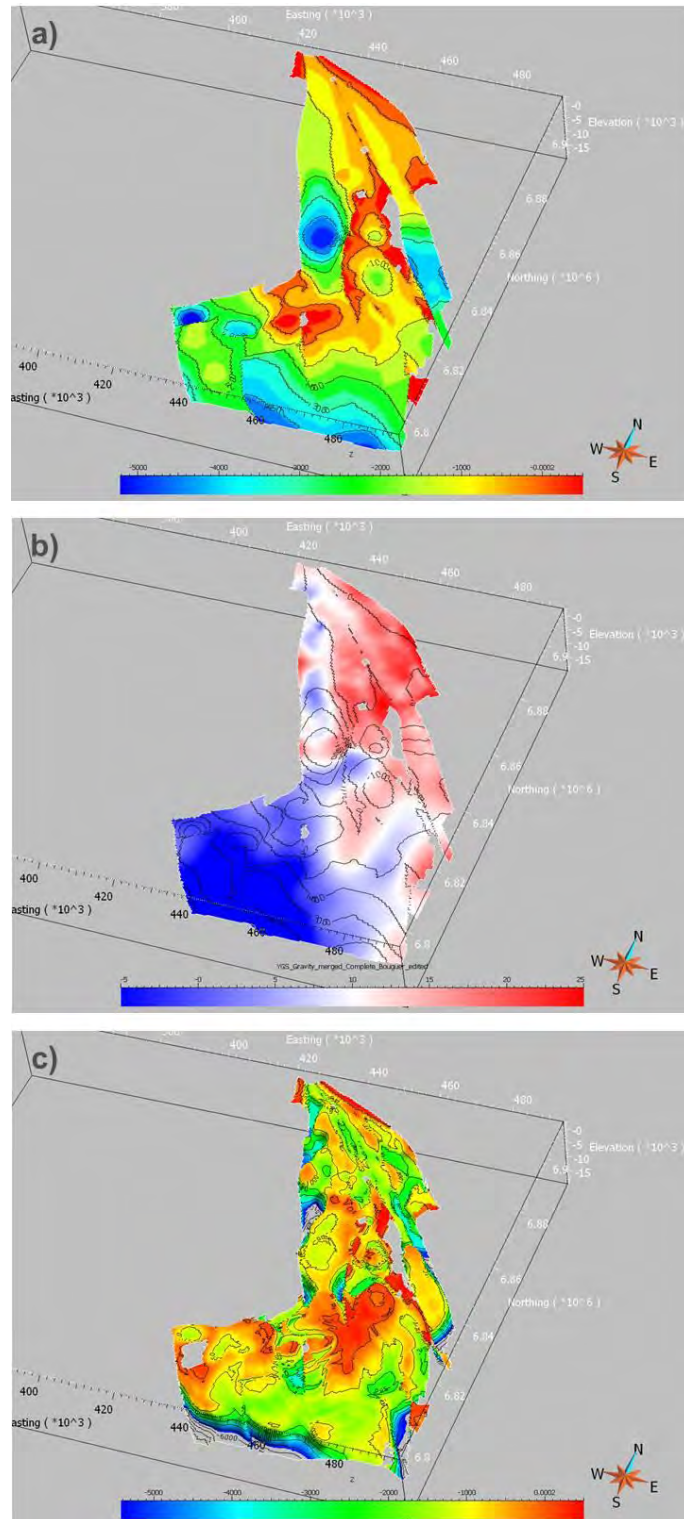 a)
Easting ( *10^3 )
380
400
420
440
460
480
-0
-5
-10
-15
Elevation ( *10^3 )
6.9
6.88
6.86
Northing ( *10^6 )
6.84
6.82
6.8
400
420
Easting ( *10^3 )
440
460
480
-1000
z
-5000
-4000
-3000
-2000
-1000
-0.0002
N
W
E
S
b)
Easting ( *10^3 )
400
420
440
460
480
-0
-5
-10
-15
Elevation ( *10^3 )
6.9
6.88
6.86
Northing ( *10^6 )
6.84
6.82
6.8
400
420
Easting ( *10^3 )
440
460
480
-1000
YGS_Gravity_merged_Complete_Bouguer_edited
-5
-0
5
10
15
20
25
N
W
E
S
c)
Easting ( *10^3 )
400
420
440
460
480
-0
-5
-10
-15
Elevation ( *10^3 )
6.9
6.88
6.86
Northing ( *10^6 )
6.84
6.82
6.8
400
420
Easting ( *10^3 )
440
460
480
-5000
z
-5000
-4000
-3000
-2000
-1000
0.0002
N
W
E
S